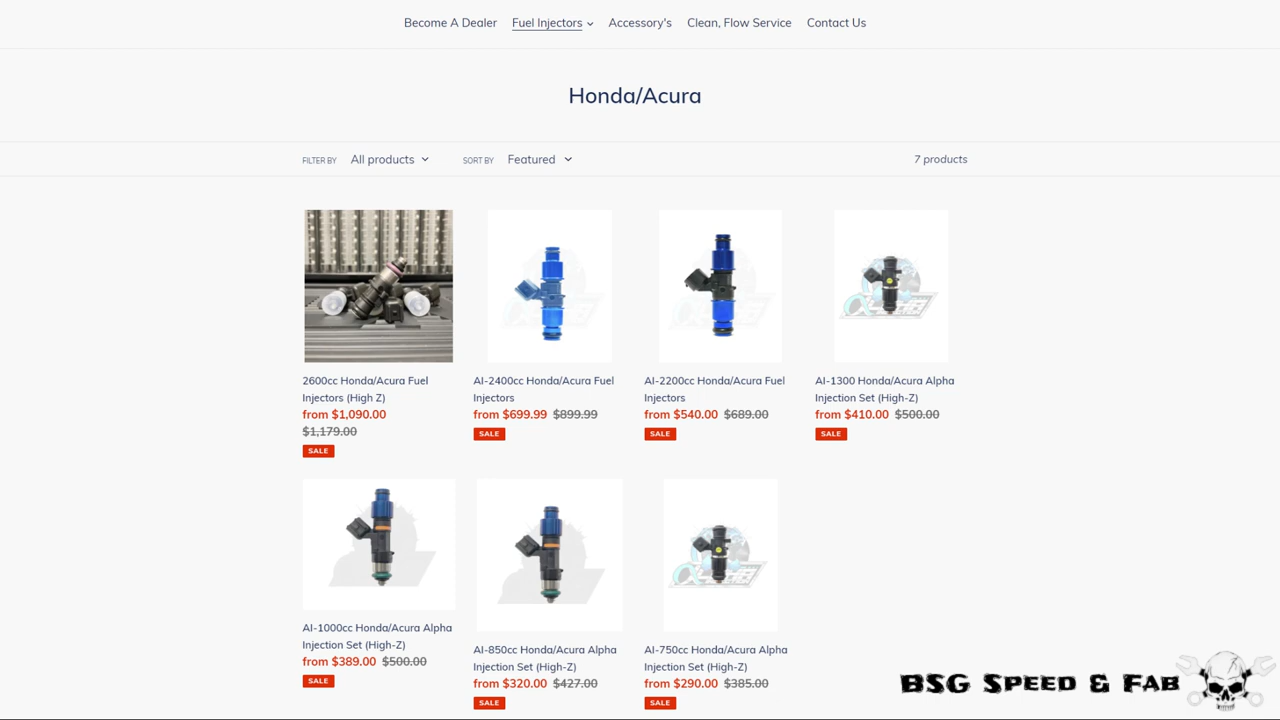 Become A Dealer Fuel Injectors Accessory's Clean, Flow Service Contact Us
Honda/Acura
FILTER BY All products SORT BY Featured 7 products
2600cc Honda/Acura Fuel
Injectors (High Z)
from $1,090.00
$1,179.00
SALE
AI-2400cc Honda/Acura Fuel
Injectors
from $699.99 $899.99
SALE
AI-2200cc Honda/Acura Fuel
Injectors
from $540.00 $689.00
SALE
AI-1300 Honda/Acura Alpha
Injection Set (High-Z)
from $410.00 $500.00
SALE
AI-1000cc Honda/Acura Alpha
Injection Set (High-Z)
from $389.00 $500.00
SALE
AI-850cc Honda/Acura Alpha
Injection Set (High-Z)
from $320.00 $427.00
SALE
AI-750cc Honda/Acura Alpha
Injection Set (High-Z)
from $290.00 $385.00
SALE
BSG Speed & Fab